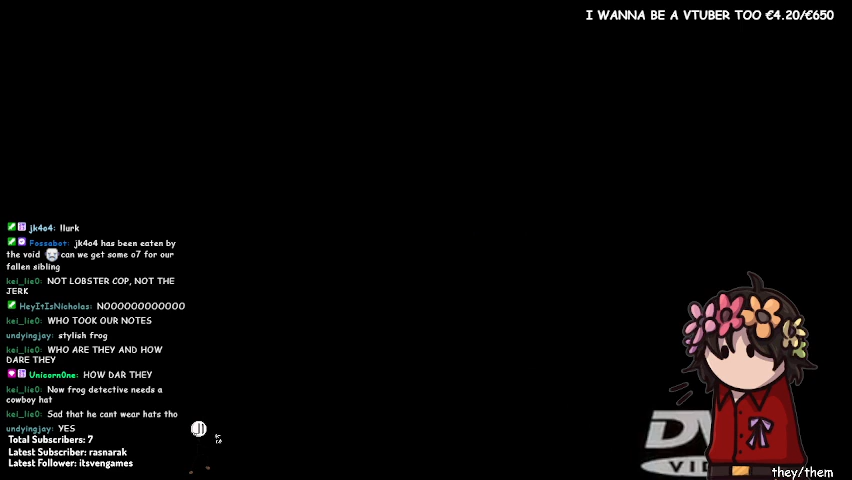 I WANNA BE A VTUBER TOO €4.20/€650
jk4o4: !lurk
Fossabot: jk4o4 has been eaten by
the void can we get some o7 for our
fallen sibling
kei_lie0: NOT LOBSTER COP, NOT THE
JERK
HeyItIsNicholas: NOOOOOOOOOOOO
kei_lie0: WHO TOOK OUR NOTES
undyingjay: stylish frog
kei_lie0: WHO ARE THEY AND HOW
DARE THEY
Unicorn0ne: HOW DAR THEY
kei_lie0: Now frog detective needs a
cowboy hat
kei_lie0: Sad that he cant wear hats tho
undyingjay: YES
Total Subscribers: 7
Latest Subscriber: rasnarak
Latest Follower: itsvengames
they/them